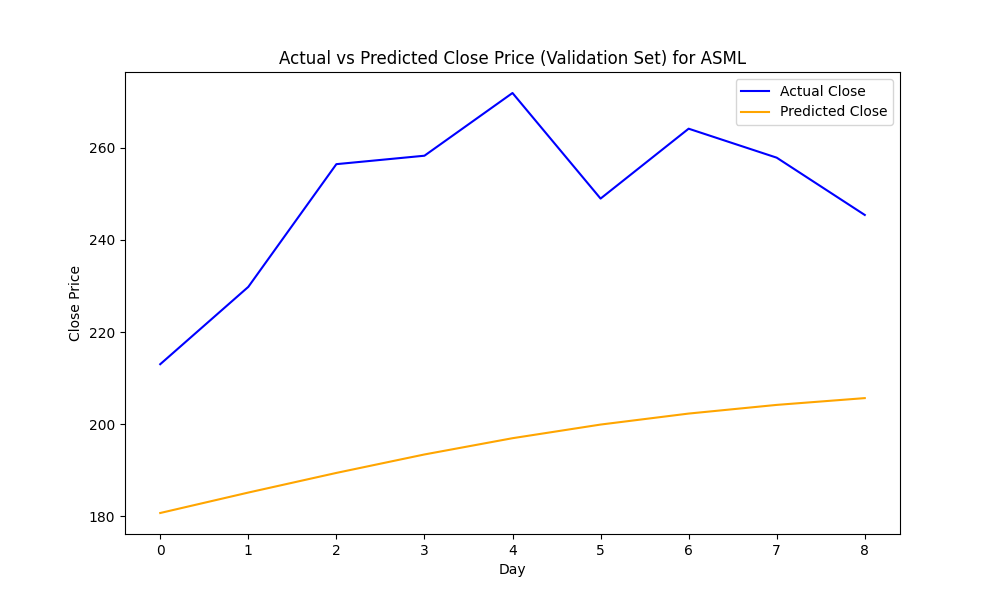 Actual vs Predicted Close Price (Validation Set) for ASML
Actual Close
Predicted Close
Close Price
260
240
220
200
180
0 1 2 3 4 5 6 7 8
Day